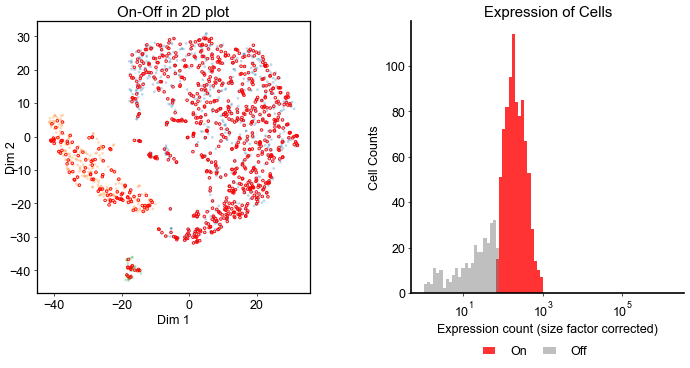 On-Off in 2D plot
30
20
10
0
−10
−20
−30
−40
Dim 2
−40 −20 0 20
Dim 1
Expression of Cells
100
80
60
40
20
0
Cell Counts
10^1 10^3 10^5
Expression count (size factor corrected)
On Off